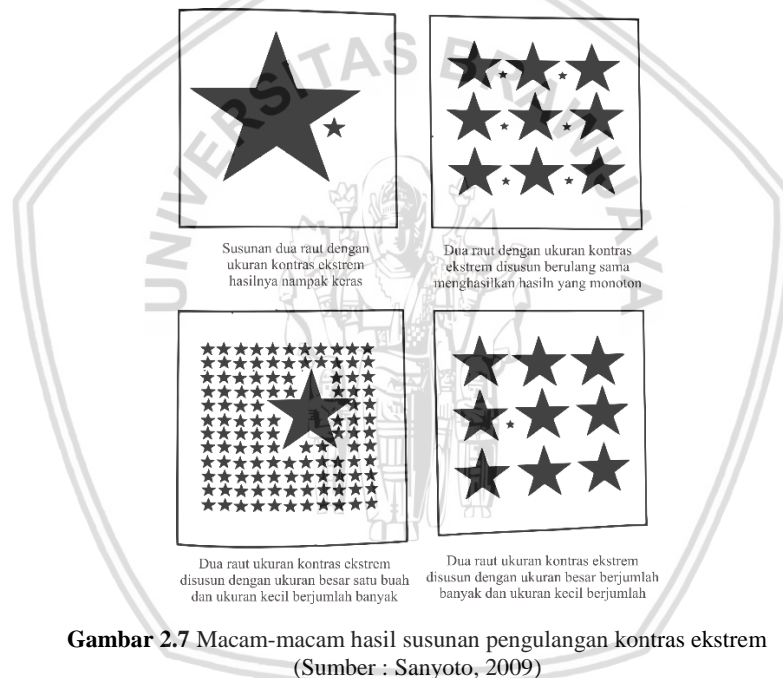 UNIVERSITAS BRAWIJAYA
Susunan dua raut dengan
ukuran kontras ekstrem
hasilnya nampak keras
Dua raut dengan ukuran kontras
ekstrem disusun berulang sama
menghasilkan hasiln yang monoton
Dua raut ukuran kontras ekstrem
disusun dengan ukuran besar satu buah
dan ukuran kecil berjumlah banyak
Dua raut ukuran kontras ekstrem
disusun dengan ukuran besar berjumlah
banyak dan ukuran kecil berjumlah
Gambar 2.7 Macam-macam hasil susunan pengulangan kontras ekstrem
(Sumber : Sanyoto, 2009)